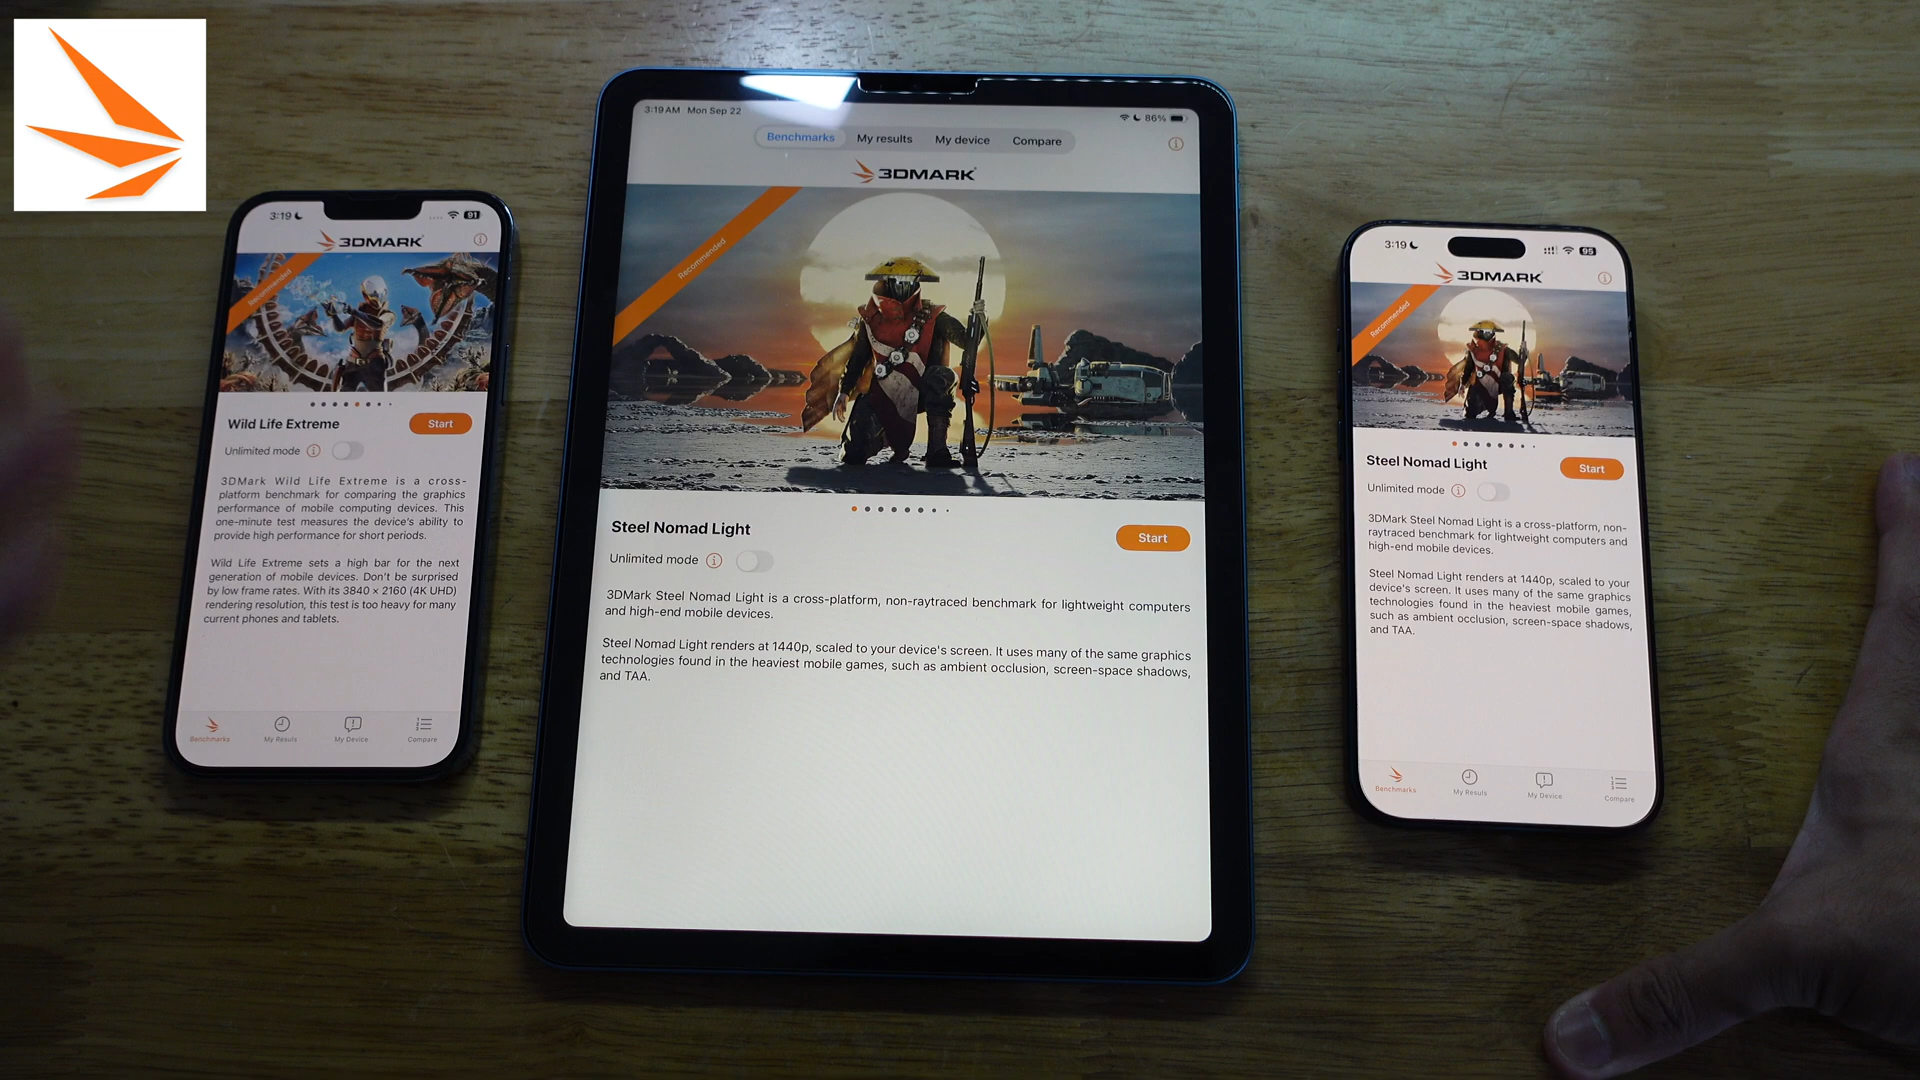 3:19
91
3DMARK
Recommended
Wild Life Extreme
Start
Unlimited mode
3DMark Wild Life Extreme is a cross-
platform benchmark for comparing the graphics
performance of mobile computing devices. This
one-minute test measures the device's ability to
provide high performance for short periods.
Wild Life Extreme sets a high bar for the next
generation of mobile devices. Don't be surprised
by low frame rates. With its 3840 × 2160 (4K UHD)
rendering resolution, this test is too heavy for many
current phones and tablets.
Benchmarks
My Resuls
My Device
Compare
3:19 AM Mon Sep 22
86%
Benchmarks
My results
My device
Compare
3DMARK
Recommended
Steel Nomad Light
Start
Unlimited mode
3DMark Steel Nomad Light is a cross-platform, non-raytraced benchmark for lightweight computers
and high-end mobile devices.
Steel Nomad Light renders at 1440p, scaled to your device's screen. It uses many of the same graphics
technologies found in the heaviest mobile games, such as ambient occlusion, screen-space shadows,
and TAA.
3:19
95
3DMARK
Recommended
Steel Nomad Light
Start
Unlimited mode
3DMark Steel Nomad Light is a cross-platform, non-
raytraced benchmark for lightweight computers and
high-end mobile devices.
Steel Nomad Light renders at 1440p, scaled to your
device's screen. It uses many of the same graphics
technologies found in the heaviest mobile games,
such as ambient occlusion, screen-space shadows,
and TAA.
Benchmarks
My Resuls
My Device
Compare